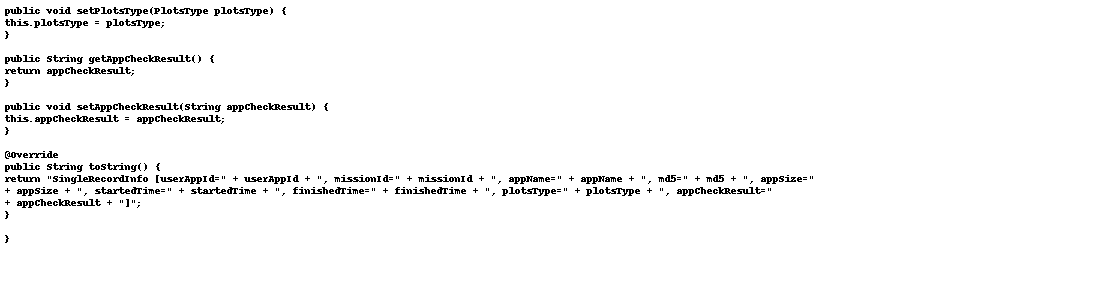 public void setPlotsType(PlotsType plotsType) {
this.plotsType = plotsType;
}
public String getAppCheckResult() {
return appCheckResult;
}
public void setAppCheckResult(String appCheckResult) {
this.appCheckResult = appCheckResult;
}
@Override
public String toString() {
return "SingleRecordInfo [userAppId=" + userAppId + ", missionId=" + missionId + ", appName=" + appName + ", md5=" + md5 + ", appSize="
+ appSize + ", startedTime=" + startedTime + ", finishedTime=" + finishedTime + ", plotsType=" + plotsType + ", appCheckResult="
+ appCheckResult + "]";
}
}